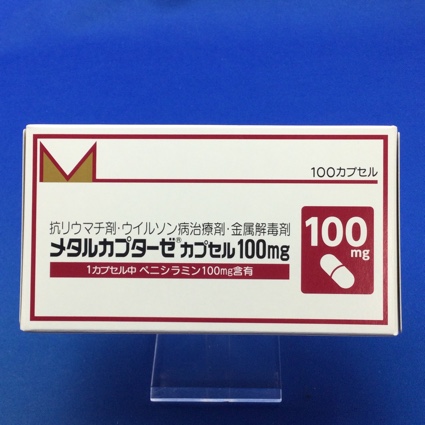 100カプセル
抗リウマチ剤・ウイルソン病治療剤・金属解毒剤
メタルカプターゼ®カプセル100mg
1カプセル中 ペニシラミン100mg含有
100
mg